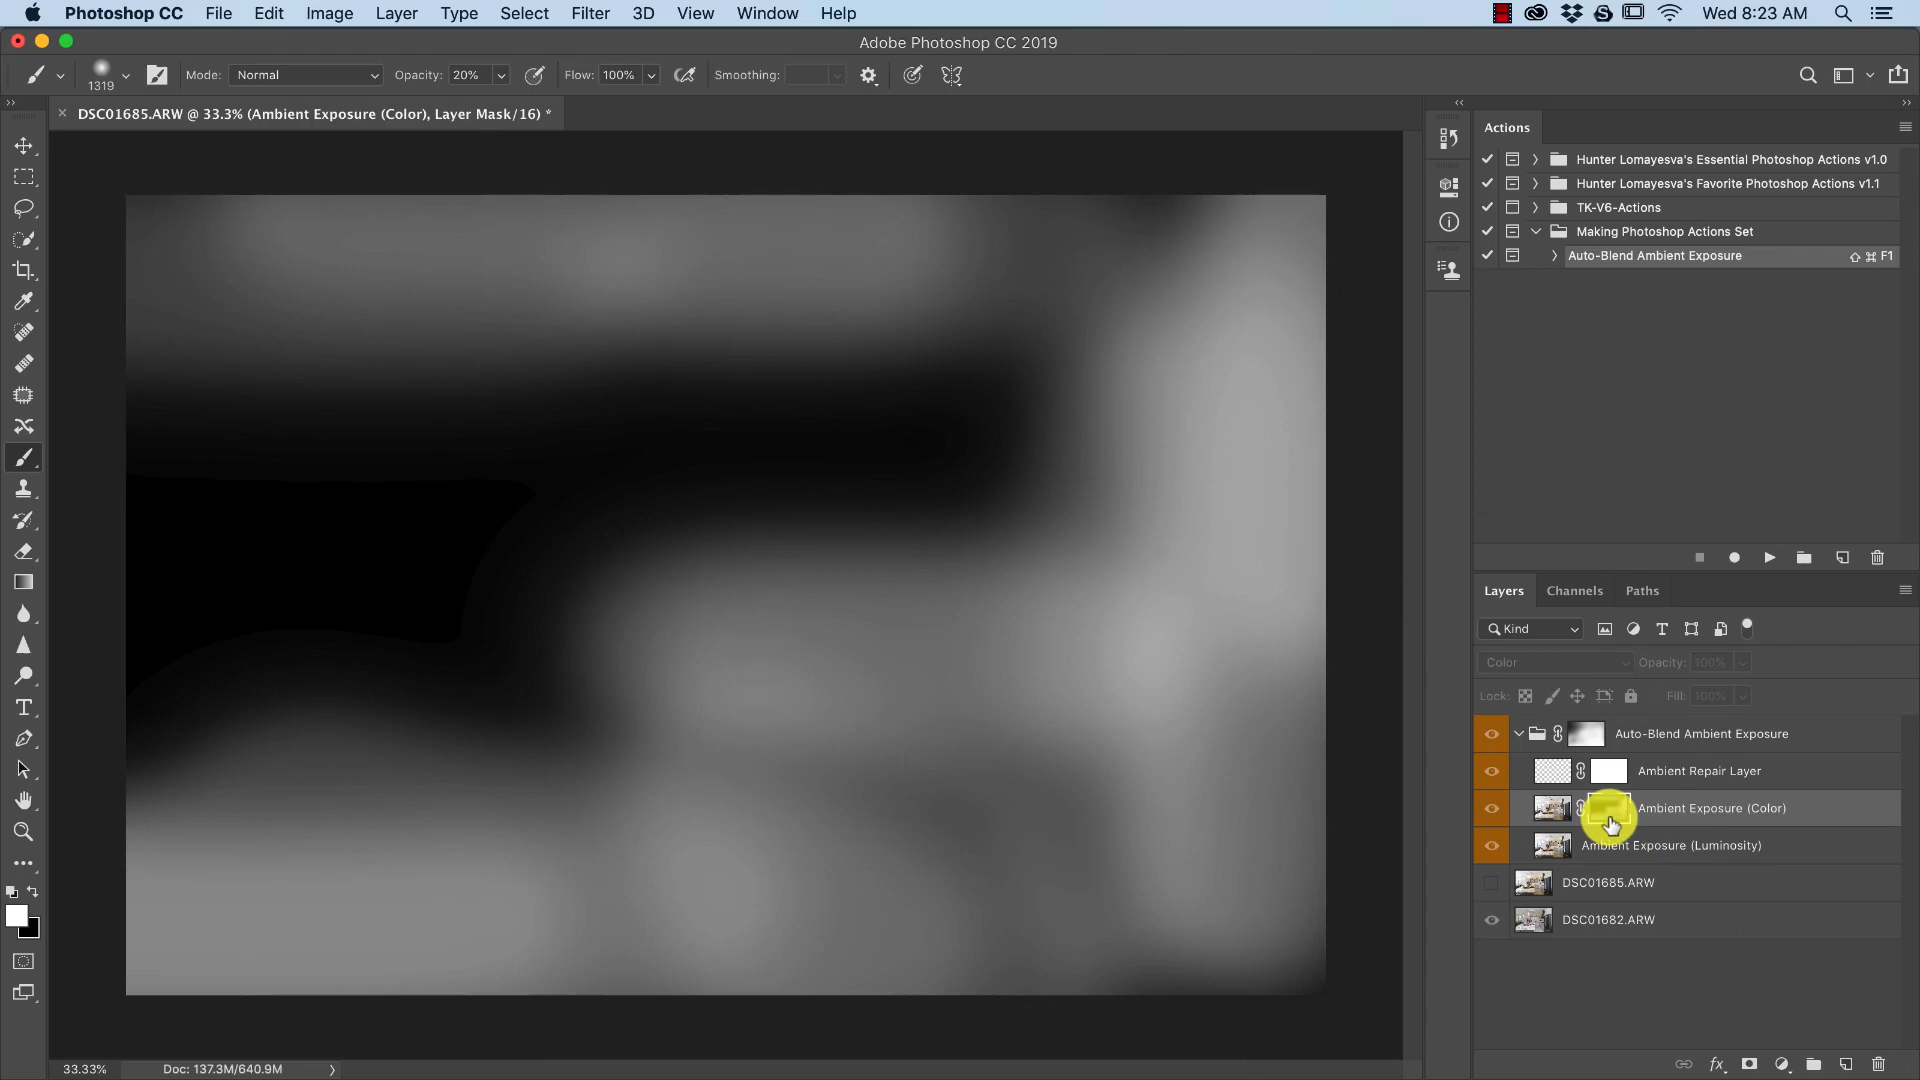 Photoshop CC File Edit Image Layer Type Select Filter 3D View Window Help Wed 8:23 AM
Adobe Photoshop CC 2019
1319 Mode: Normal Opacity: 20% Flow: 100% Smoothing:
DSC01685.ARW @ 33.3% (Ambient Exposure (Color), Layer Mask/16) *
Actions
Hunter Lomayesva's Essential Photoshop Actions v1.0
Hunter Lomayesva's Favorite Photoshop Actions v1.1
TK-V6-Actions
Making Photoshop Actions Set
Auto-Blend Ambient Exposure F1
Layers Channels Paths
Kind
Color Opacity: 100%
Lock: Fill: 100%
Auto-Blend Ambient Exposure
Ambient Repair Layer
Ambient Exposure (Color)
Ambient Exposure (Luminosity)
DSC01685.ARW
DSC01682.ARW
33.33% Doc: 137.3M/640.9M